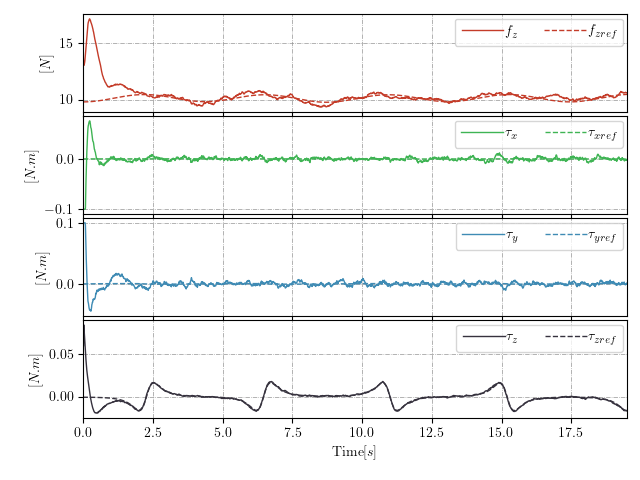 f_z f_zref
15
10
[N]
τ_x τ_xref
0.0
−0.1
[N.m]
τ_y τ_yref
0.1
0.0
[N.m]
τ_z τ_zref
0.05
0.00
[N.m]
0.0 2.5 5.0 7.5 10.0 12.5 15.0 17.5
Time[s]